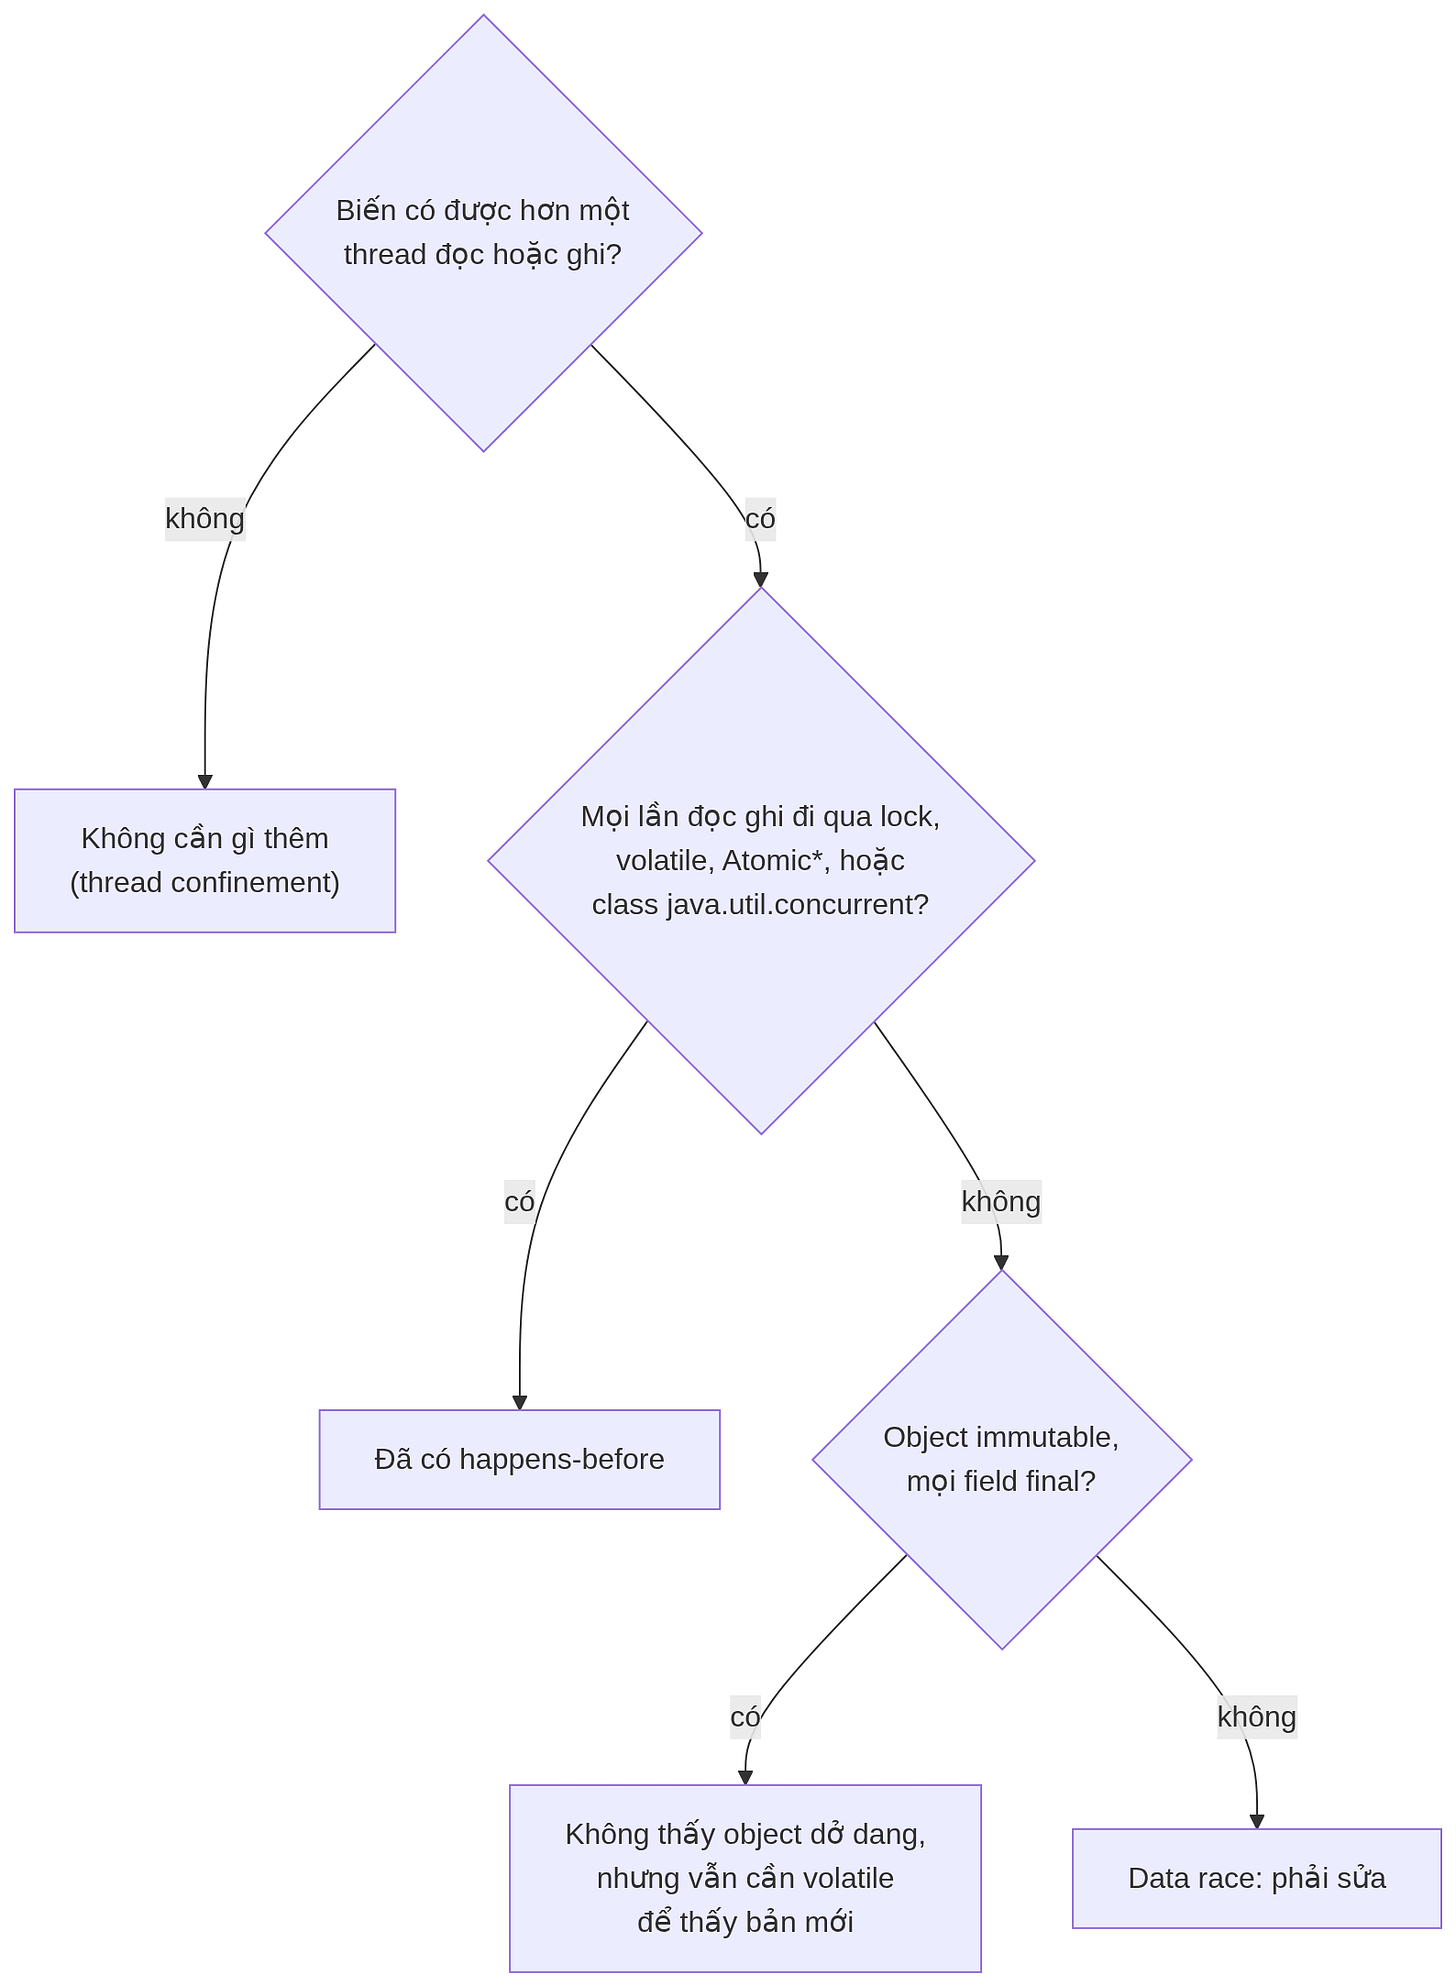 Biến có được hơn một
thread đọc hoặc ghi?
không
có
Không cần gì thêm
(thread confinement)
Mọi lần đọc ghi đi qua lock,
volatile, Atomic*, hoặc
class java.util.concurrent?
có
không
Đã có happens-before
Object immutable,
mọi field final?
có
không
Không thấy object dở dang,
nhưng vẫn cần volatile
để thấy bản mới
Data race: phải sửa